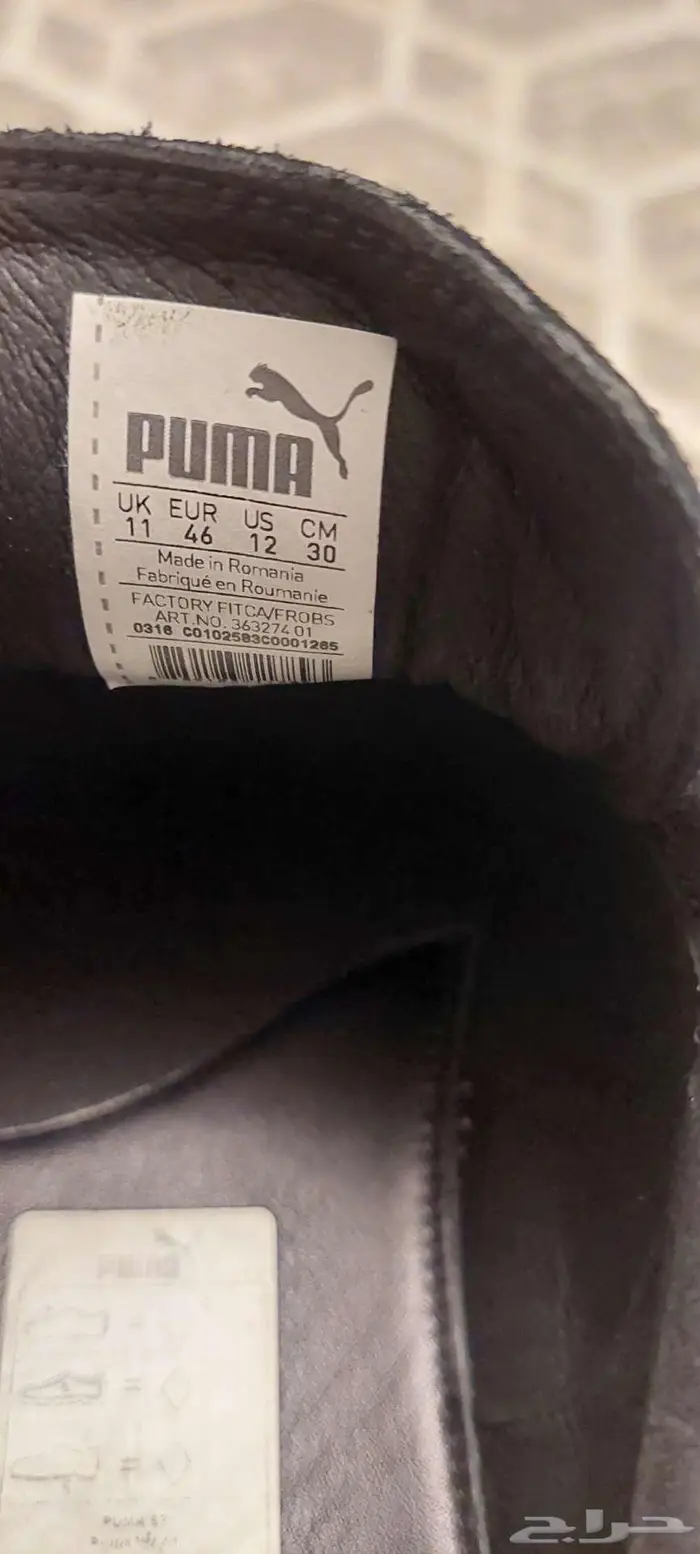 PUMA
UK EUR US CM
11 46 12 30
Made in Romania
Fabriqué en Roumanie
FACTORY FITCA/FROBS
ART.NO. 363274 01
0316 C0102583C0001265
PUMA
حراج